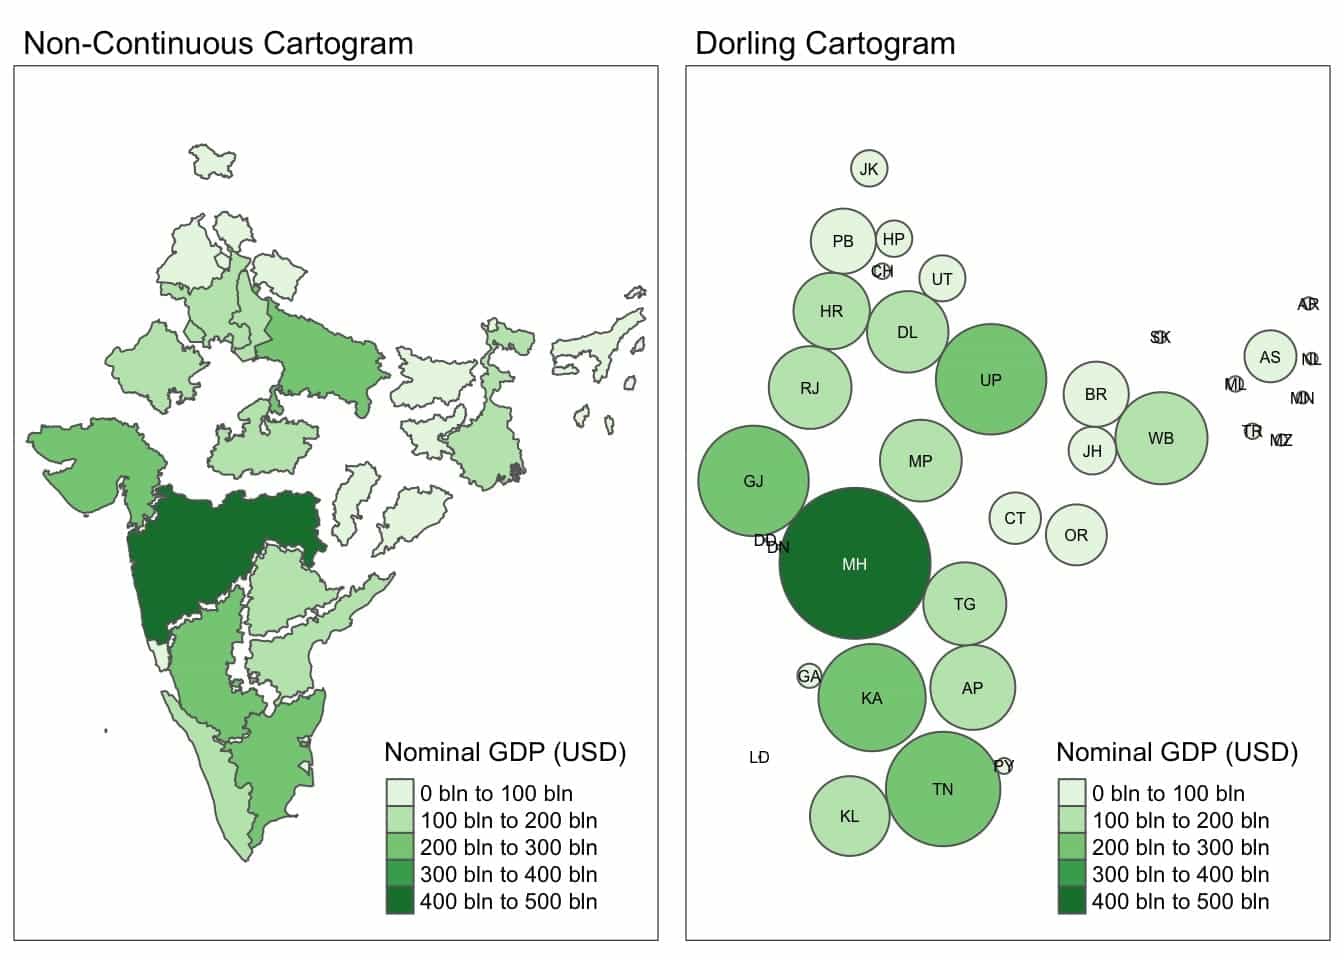 Non-Continuous Cartogram
Nominal GDP (USD)
0 bln to 100 bln
100 bln to 200 bln
200 bln to 300 bln
300 bln to 400 bln
400 bln to 500 bln
Dorling Cartogram
JK
PB
HP
CH
UT
HR
DL
AR
SK
AS
NL
RJ
UP
BR
ML
MN
WB
TR
MZ
JH
MP
GJ
CT
OR
DD
DN
MH
TG
GA
KA
AP
LD
PY
TN
KL
Nominal GDP (USD)
0 bln to 100 bln
100 bln to 200 bln
200 bln to 300 bln
300 bln to 400 bln
400 bln to 500 bln